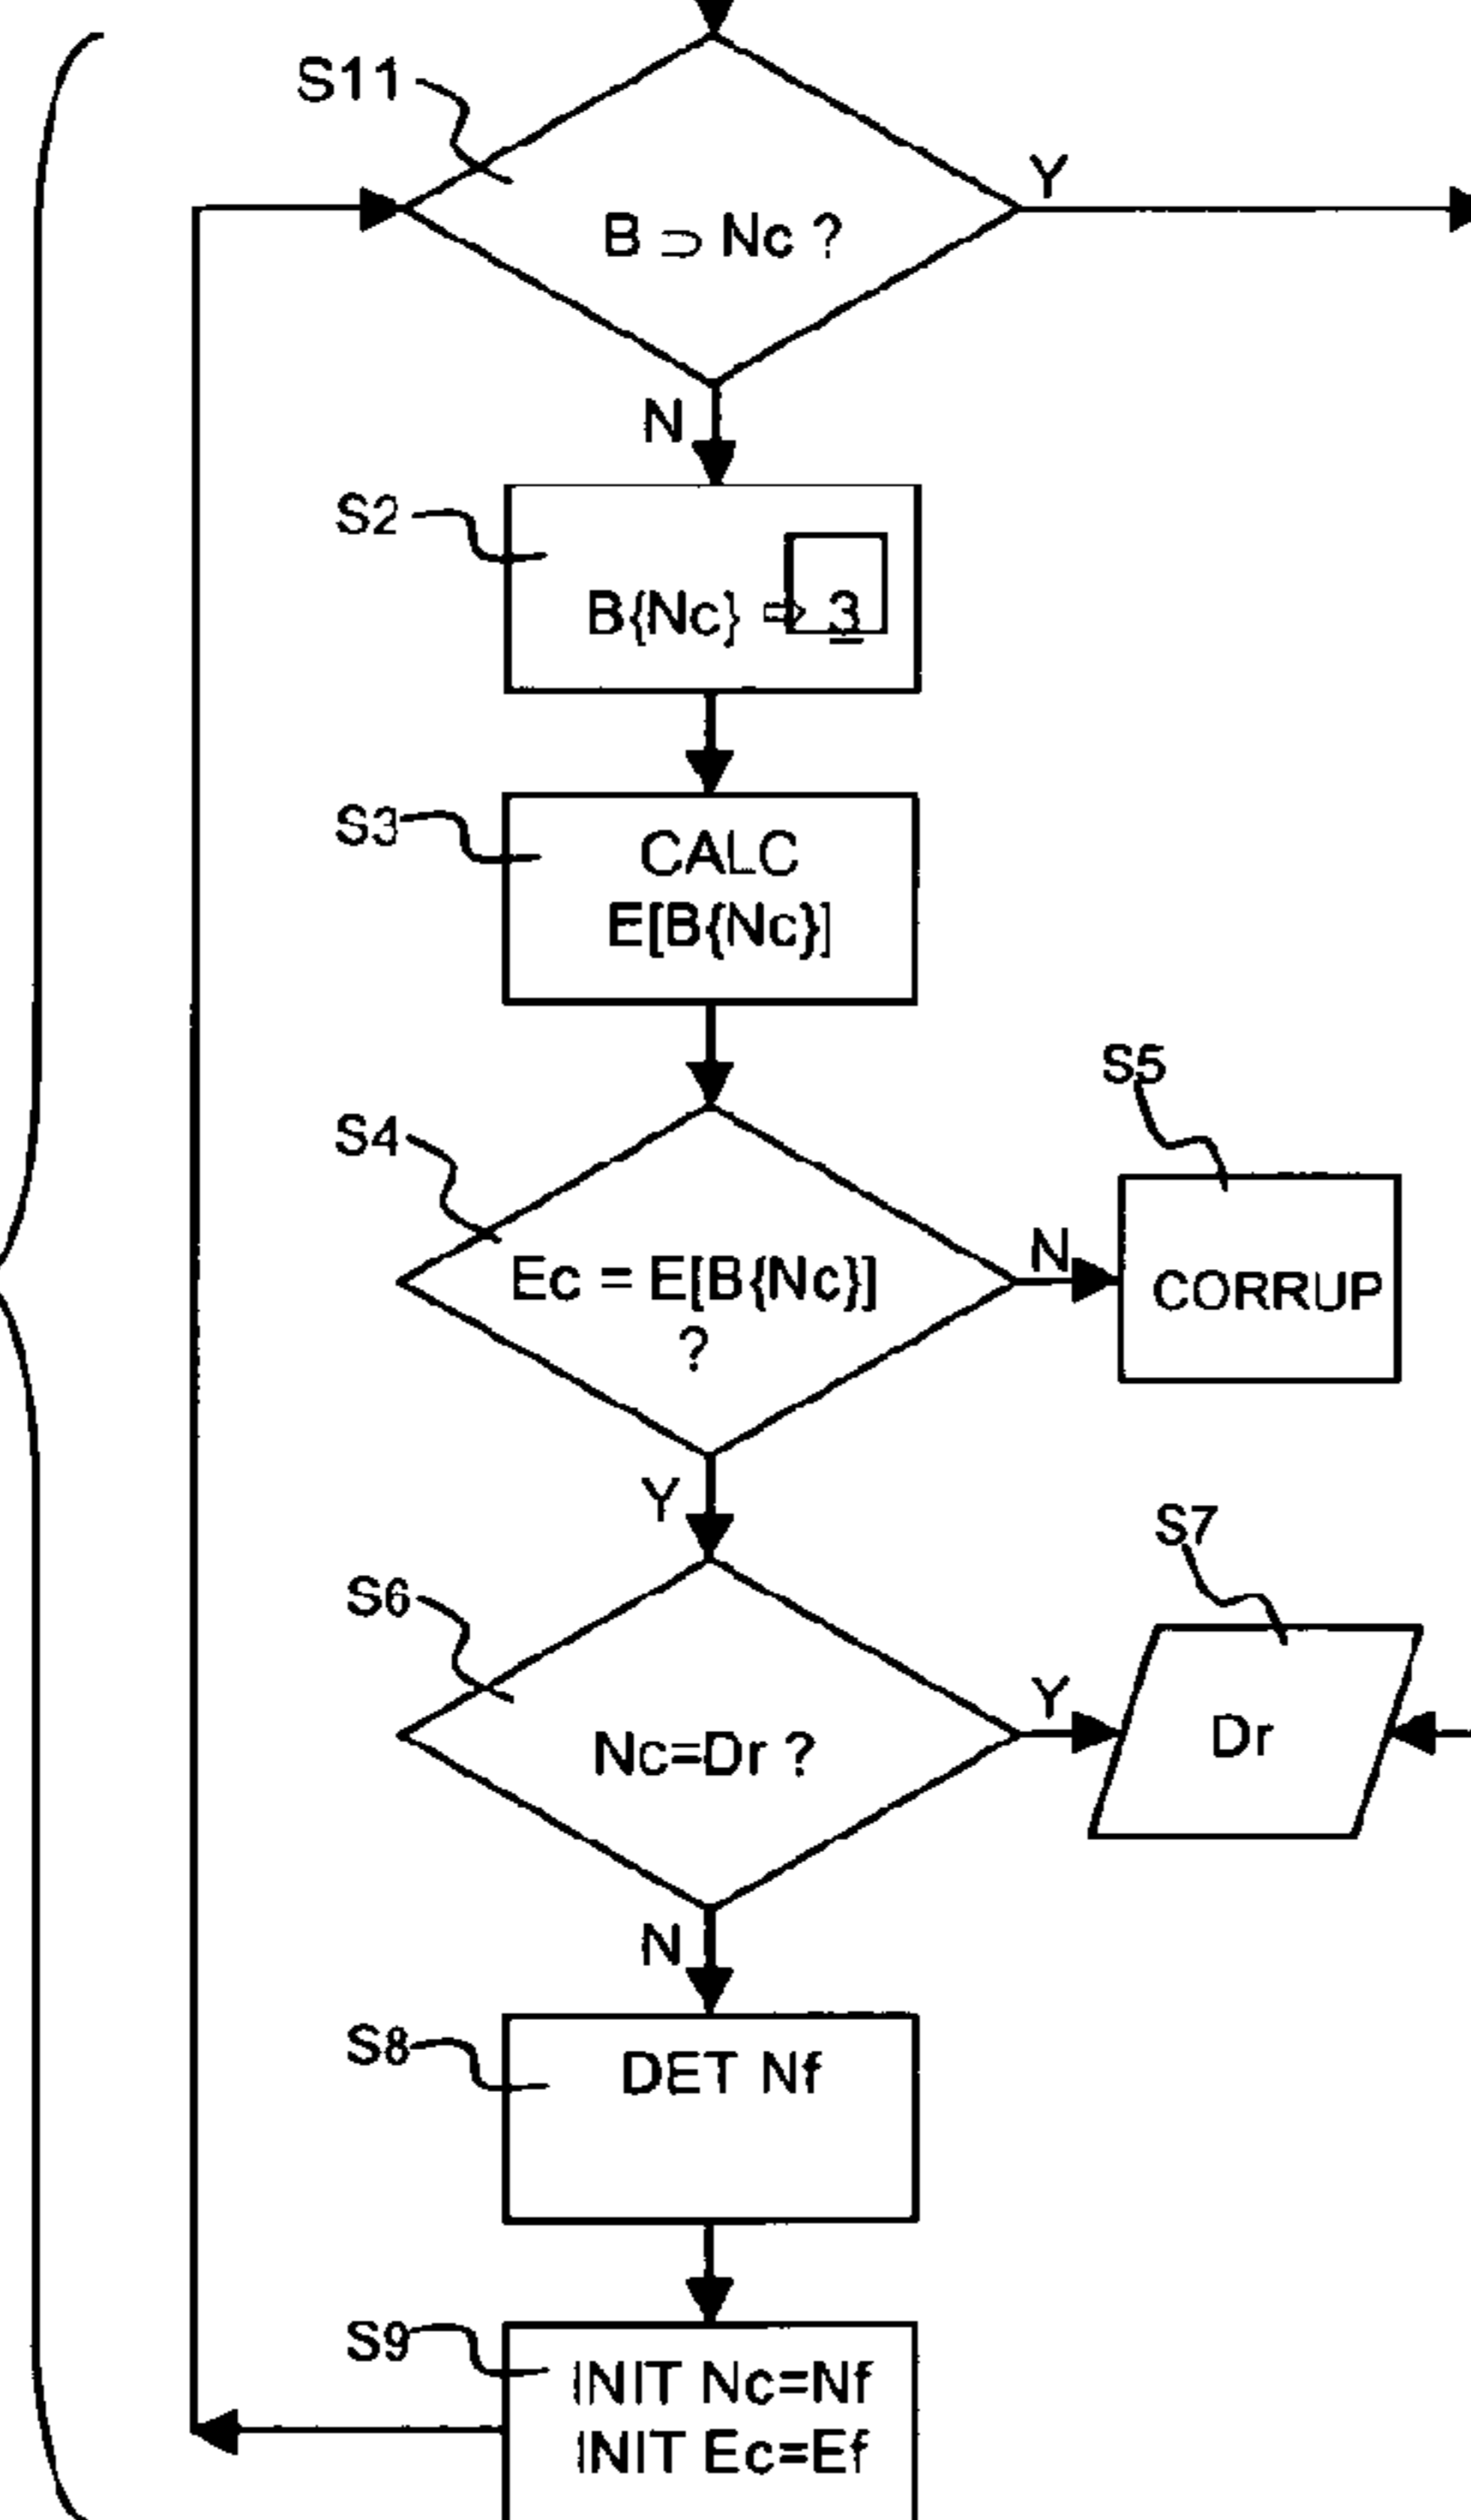 S11
Y
B ⊃ Nc ?
N
S2
B{Nc} ⇨ 3
S3
CALC
E[B{Nc}]
S5
S4
N
Ec = E[B{Nc}]
?
CORRUP
Y
S7
S6
Y
Nc=Dr ?
Dr
N
S8
DET Nf
S9
INIT Nc=Nf
INIT Ec=Ef